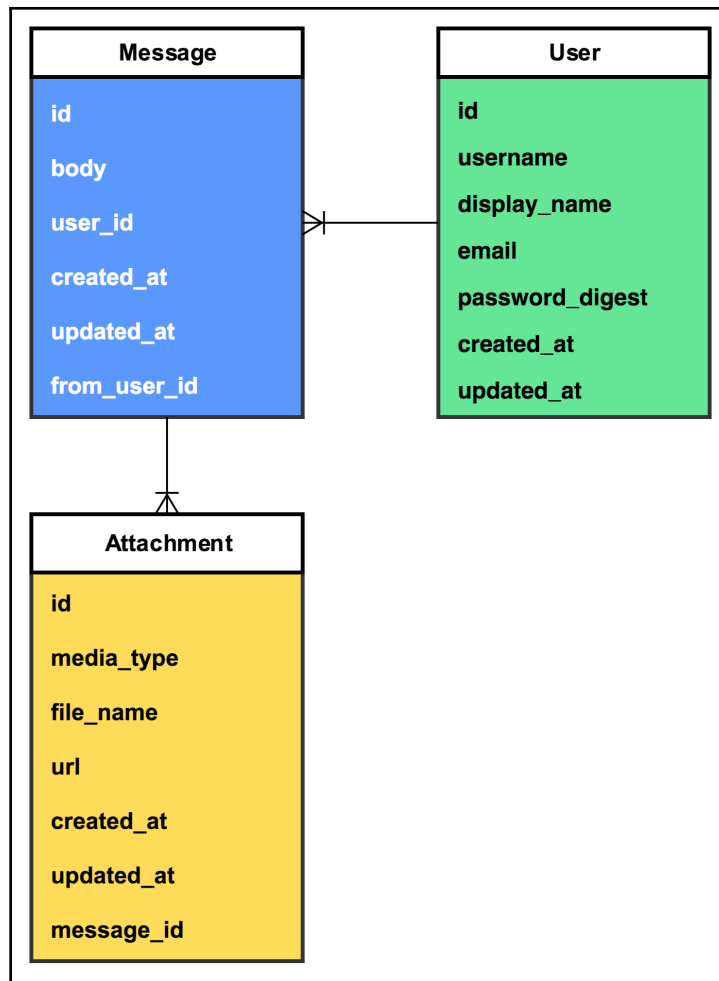 Message
id
body
user_id
created_at
updated_at
from_user_id
User
id
username
display_name
email
password_digest
created_at
updated_at
Attachment
id
media_type
file_name
url
created_at
updated_at
message_id